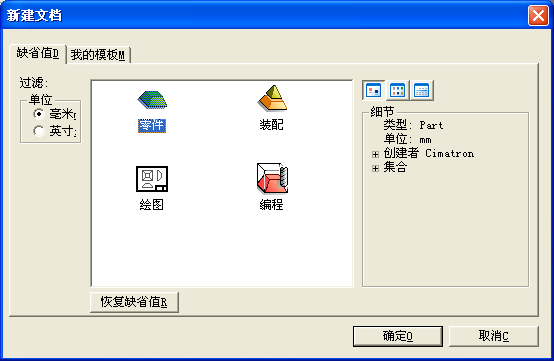 新建文档
缺省值D 我的模板M
过滤:
单位
毫米
英寸
零件
装配
绘图
编程
细节
类型: Part
单位: mm
创建者 Cimatron
集合
恢复缺省值R
确定O 取消C